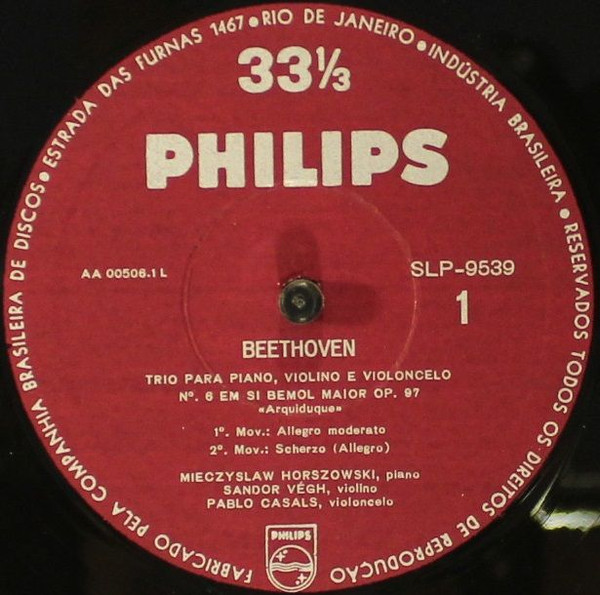 FABRICADO PELA COMPANHIA BRASILEIRA DE DISCOS • ESTRADA DAS FURNAS 1467 • RIO DE JANEIRO • INDÚSTRIA BRASILEIRA • RESERVADOS TODOS OS DIREITOS DE REPRODUÇÃO
33⅓
PHILIPS
AA 00506.1 L
SLP-9539
1
BEETHOVEN
TRIO PARA PIANO, VIOLINO E VIOLONCELO
Nº. 6 EM SI BEMOL MAIOR OP. 97
«Arquiduque»
1º. Mov.: Allegro moderato
2º. Mov.: Scherzo (Allegro)
MIECZYSLAW HORSZOWSKI, piano
SANDOR VÉGH, violino
PABLO CASALS, violoncelo
PHILIPS